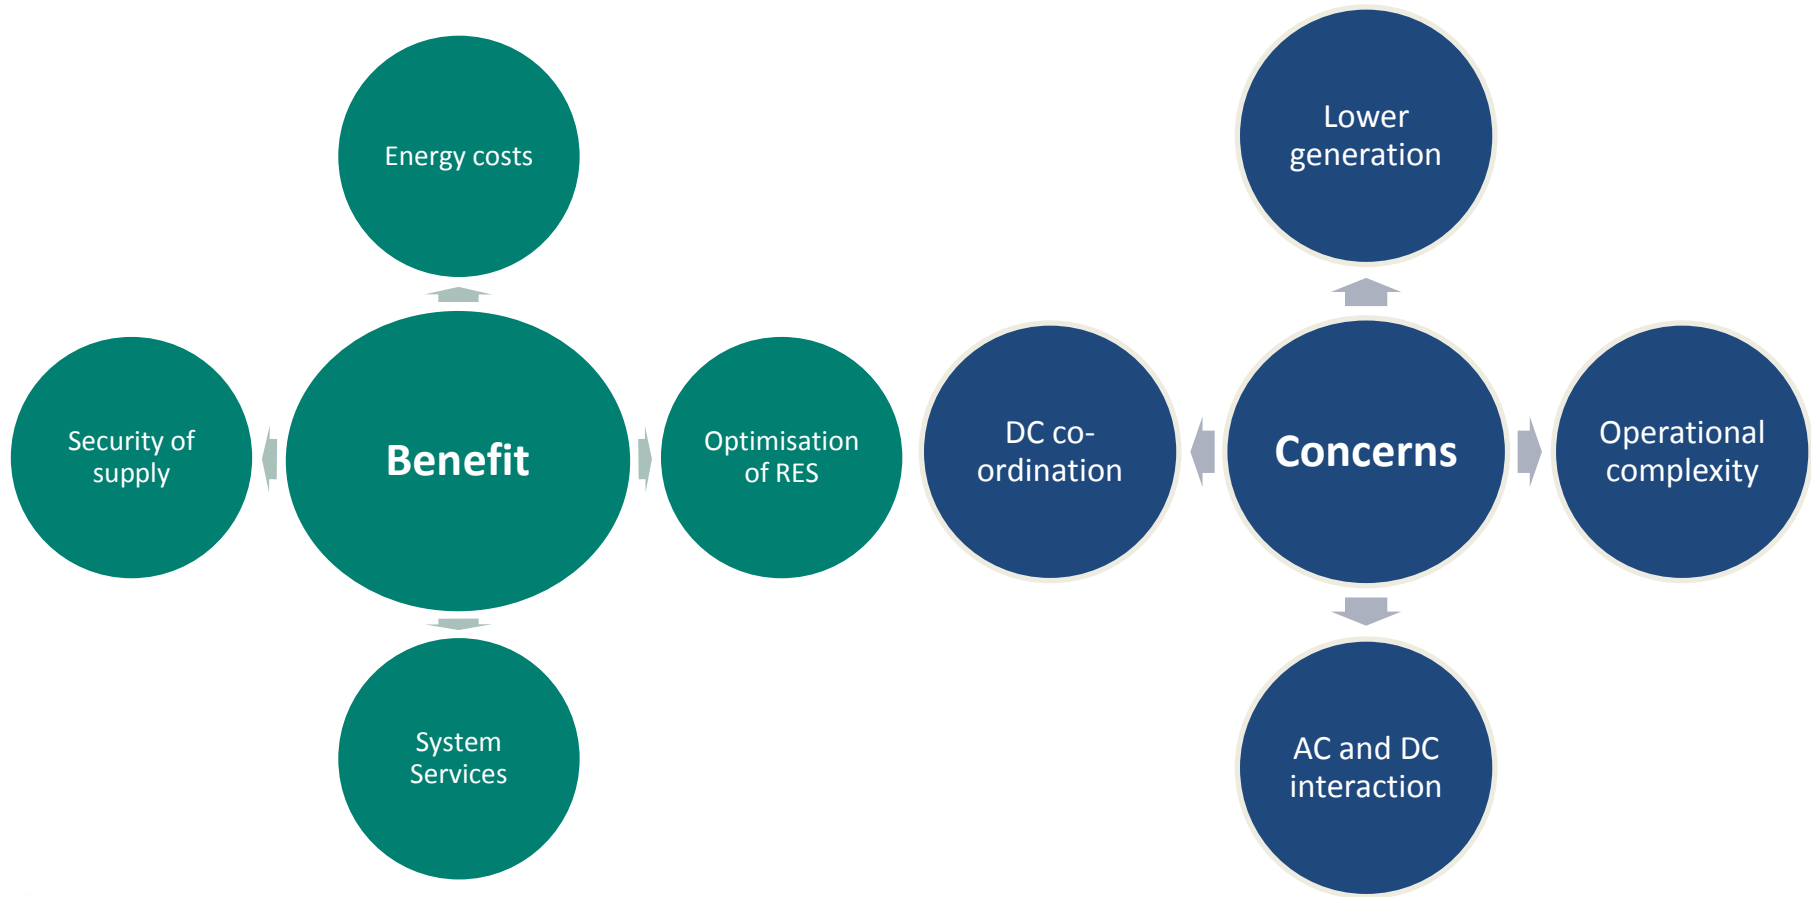 Energy costs
Security of
supply
Benefit
Optimisation
of RES
System
Services
Lower
generation
DC co-
ordination
Concerns
Operational
complexity
AC and DC
interaction